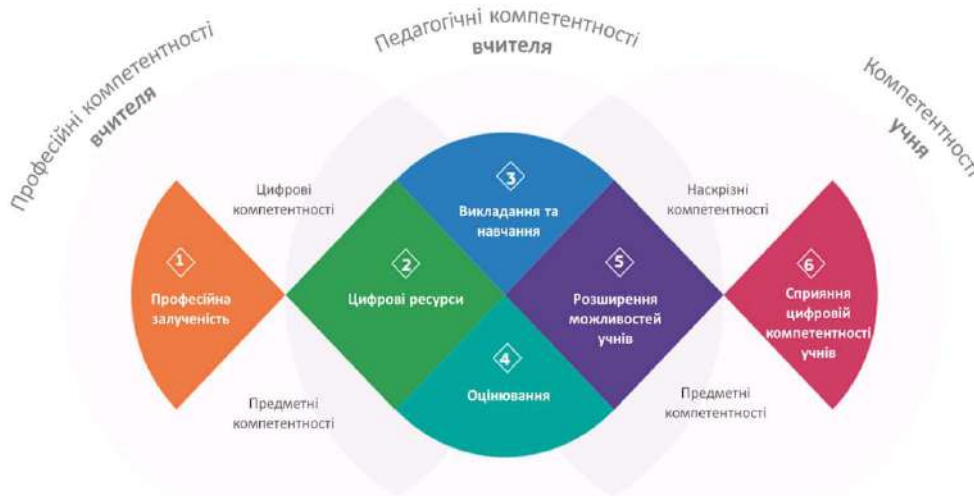 Професійні компетентності
вчителя
Педагогічні компетентності
вчителя
Компетентності
учня
Цифрові
компетентності
Наскрізні
компетентності
1
Професійна
залученість
2
Цифрові ресурси
3
Викладання та
навчання
4
Оцінювання
5
Розширення
можливостей
учнів
6
Сприяння
цифровій
компетентності
учнів
Предметні
компетентності
Предметні
компетентності